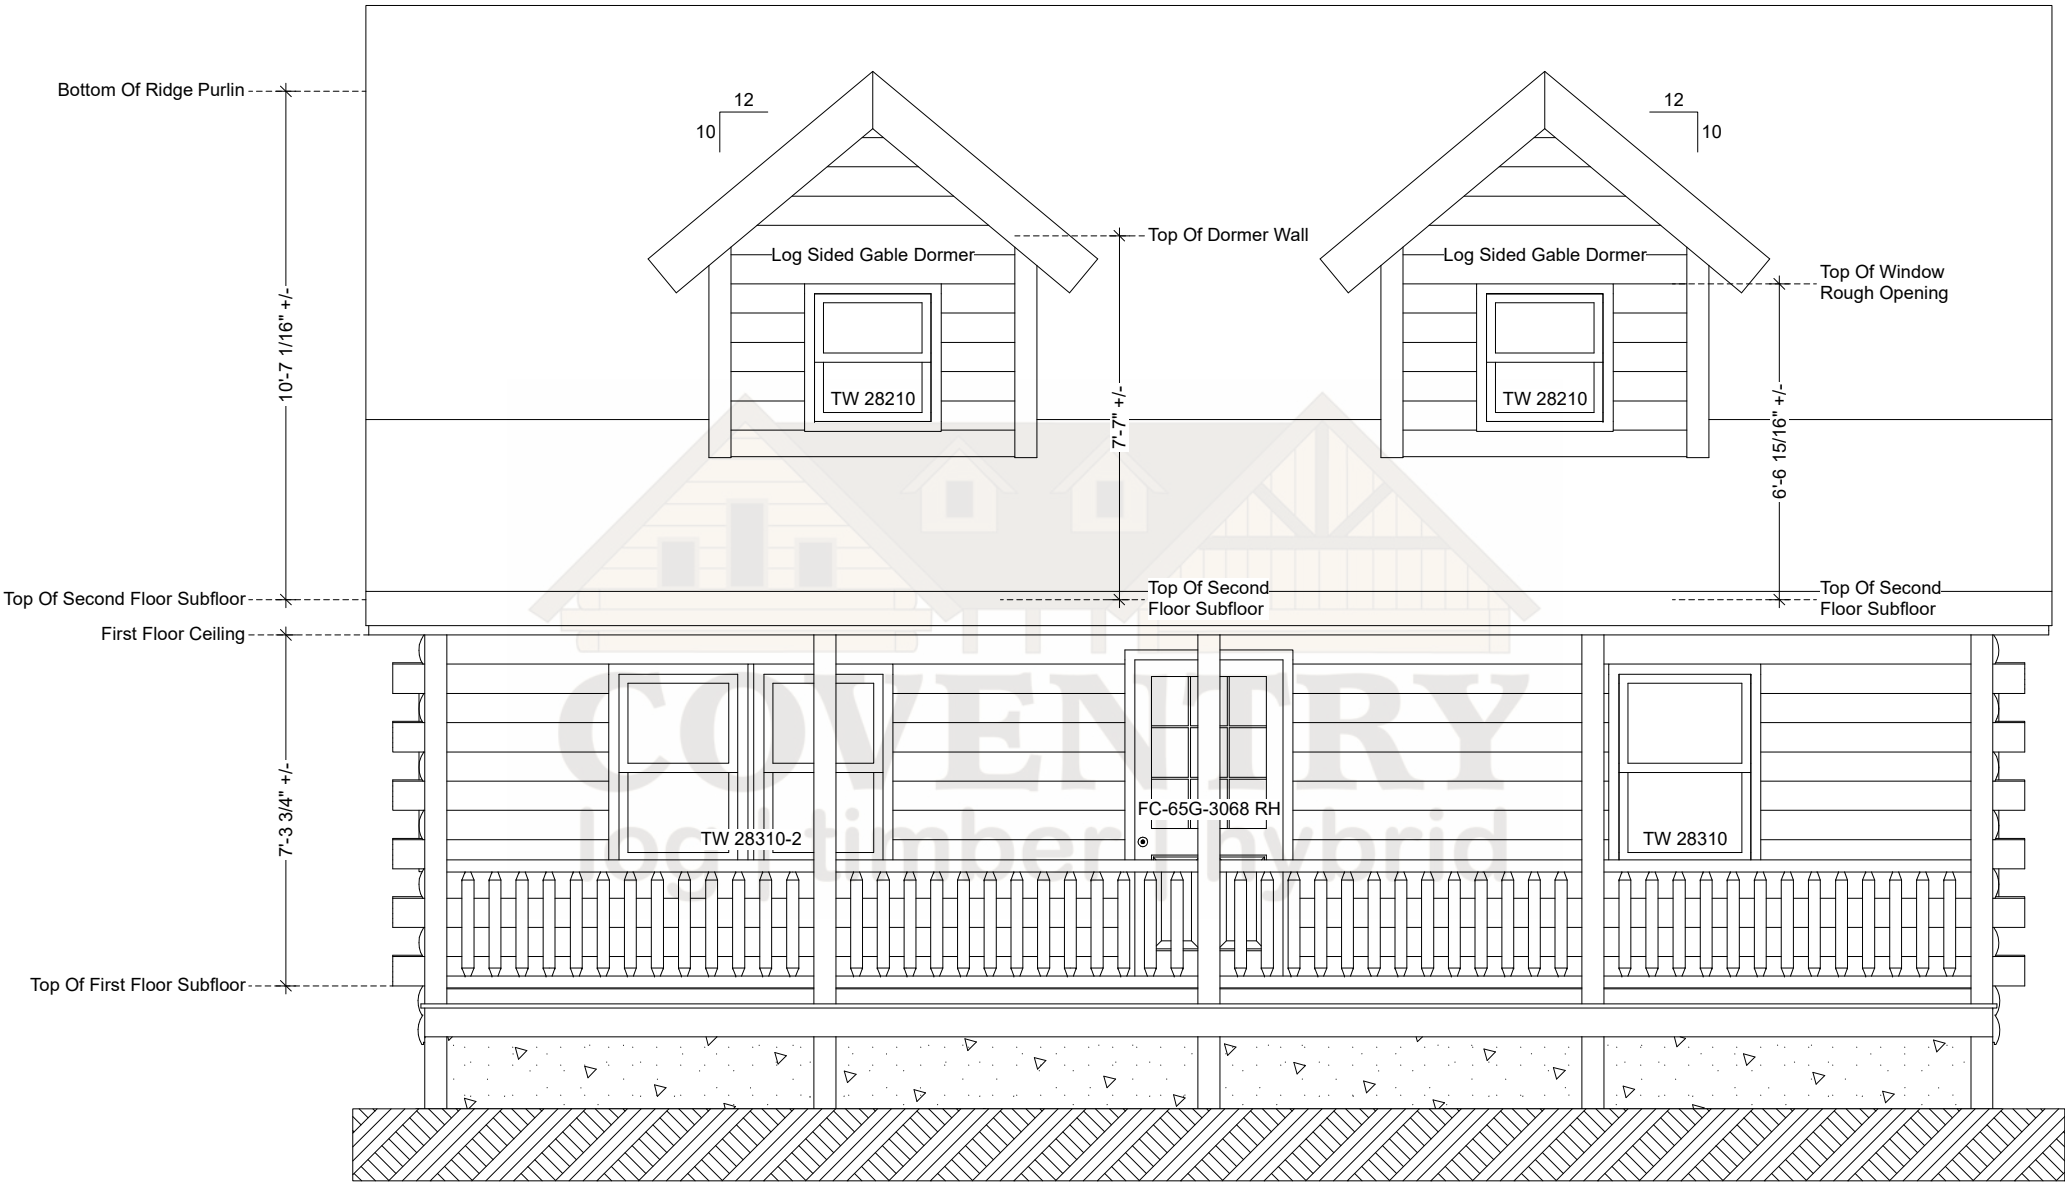 Bottom Of Ridge Purlin
12
10
12
10
Top Of Dormer Wall
Log Sided Gable Dormer
Log Sided Gable Dormer
Top Of Window
Rough Opening
10'-7 1/16" +/-
TW 28210
7'-7" +/-
TW 28210
6'-6 15/16" +/-
Top Of Second Floor Subfloor
Top Of Second
Floor Subfloor
Top Of Second
Floor Subfloor
First Floor Ceiling
COVENTRY
7'-3 3/4" +/-
FC-65G-3068 RH
TW 28310-2
TW 28310
log | timber | hybrid
Top Of First Floor Subfloor